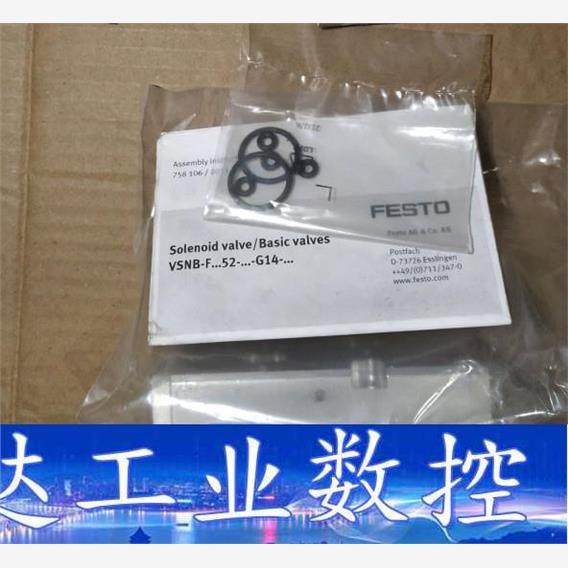 Assembly
758 106 /
FESTO
Festo AG & Co. KG
Solenoid valve/Basic valves
VSNB-F...52-...-G14-...
Postfach
D-73726 Esslingen
++49/(0)711/347-0
www.festo.com
达工业数控